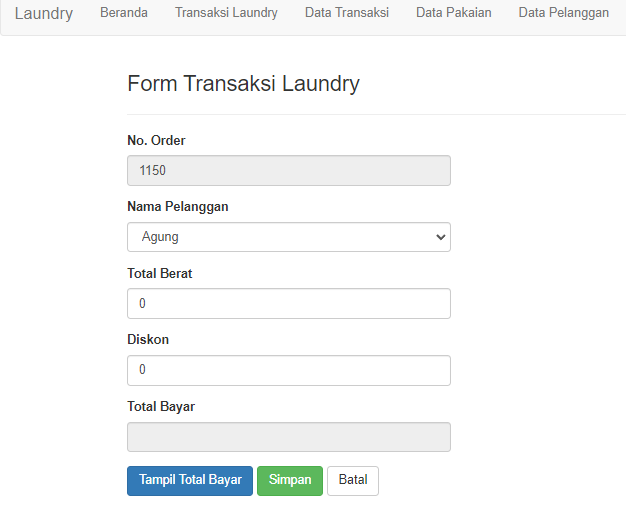 Laundry Beranda Transaksi Laundry Data Transaksi Data Pakaian Data Pelanggan
Form Transaksi Laundry
No. Order
1150
Nama Pelanggan
Agung
Total Berat
0
Diskon
0
Total Bayar
Tampil Total Bayar Simpan Batal